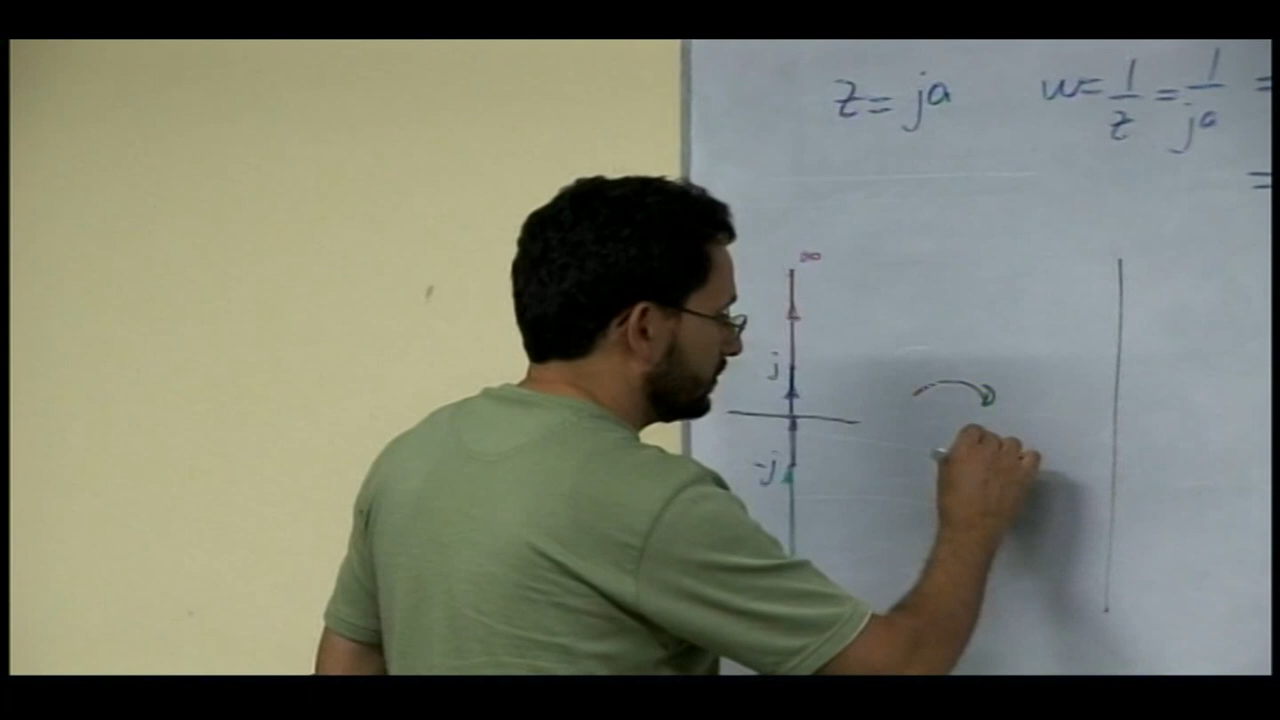 z = ja w = 1/z = 1/ja =
=
∞
j
-j